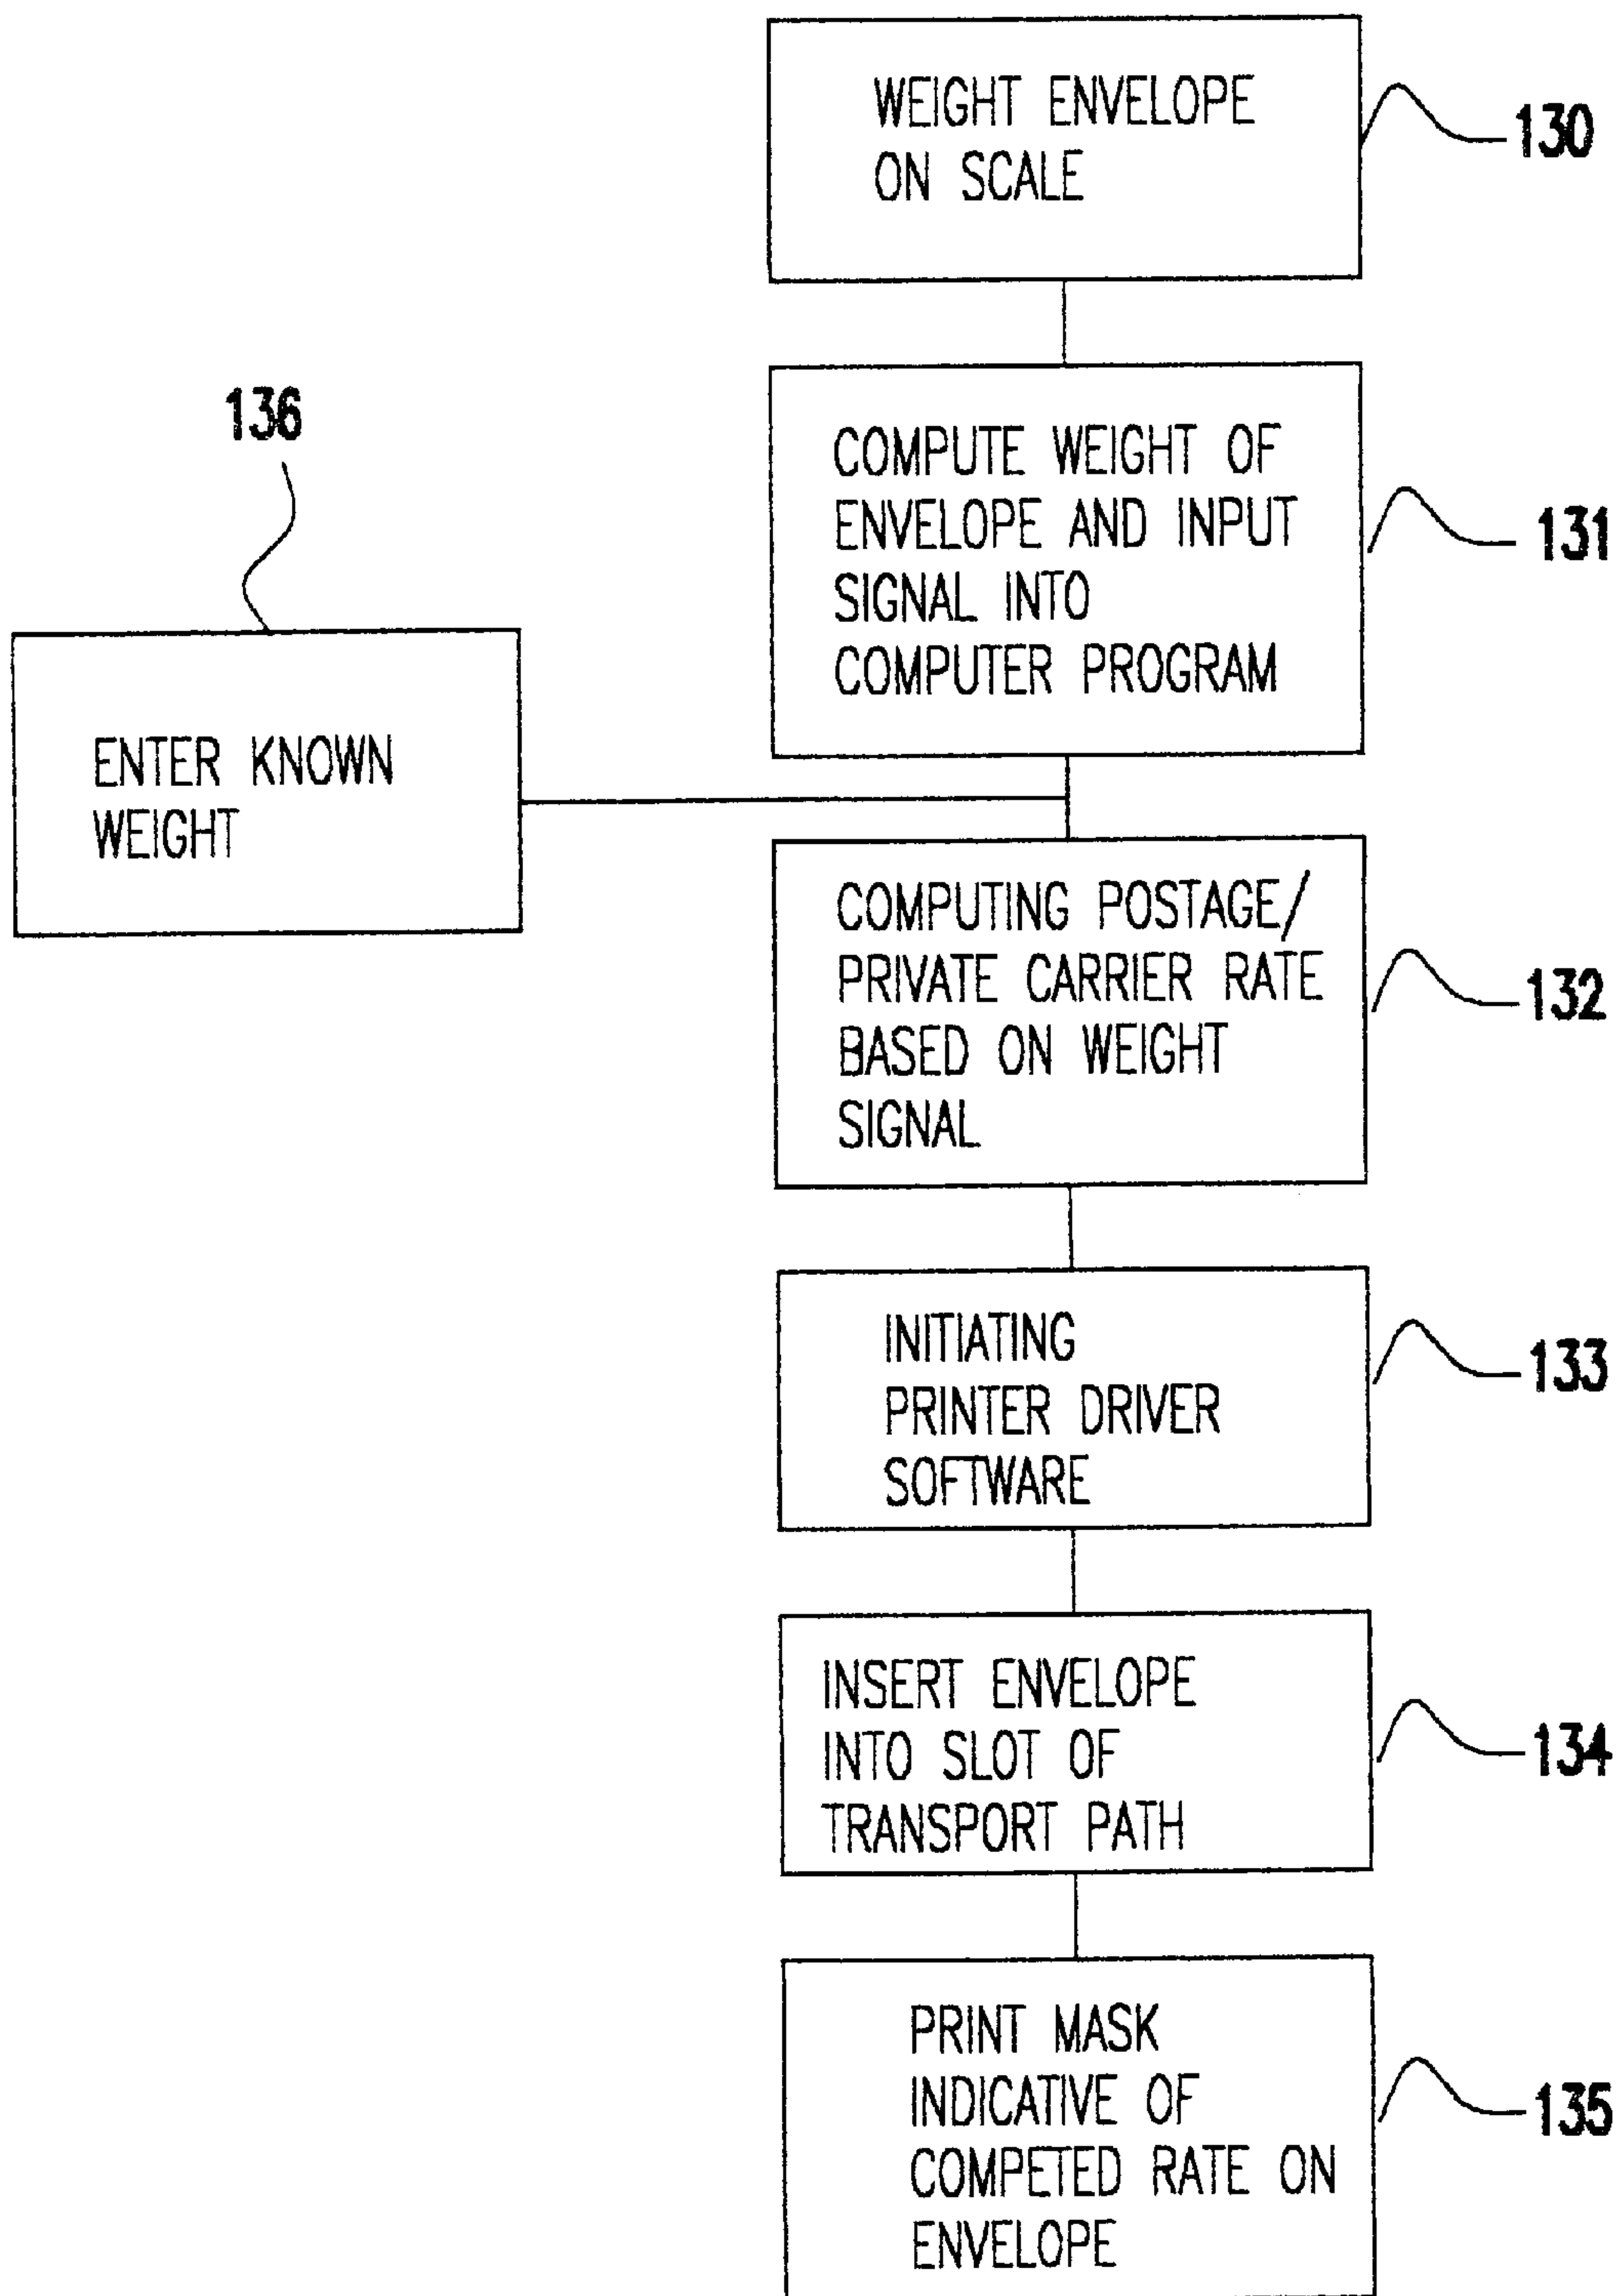 WEIGHT ENVELOPE
ON SCALE
130
COMPUTE WEIGHT OF
ENVELOPE AND INPUT
SIGNAL INTO
COMPUTER PROGRAM
131
136
ENTER KNOWN
WEIGHT
COMPUTING POSTAGE/
PRIVATE CARRIER RATE
BASED ON WEIGHT
SIGNAL
132
INITIATING
PRINTER DRIVER
SOFTWARE
133
INSERT ENVELOPE
INTO SLOT OF
TRANSPORT PATH
134
PRINT MASK
INDICATIVE OF
COMPETED RATE ON
ENVELOPE
135